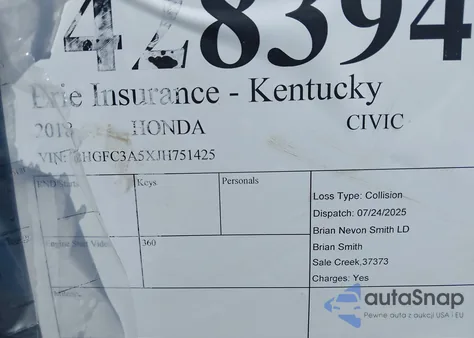 428394
Erie Insurance - Kentucky
2018 HONDA CIVIC
VIN: 2HGFC3A5XJH751425
Keys
Personals
360
Loss Type: Collision
Dispatch: 07/24/2025
Brian Nevon Smith LD
Brian Smith
Sale Creek,37373
Charges: Yes
autoSnap
Pewne auta z aukcji USA i EU